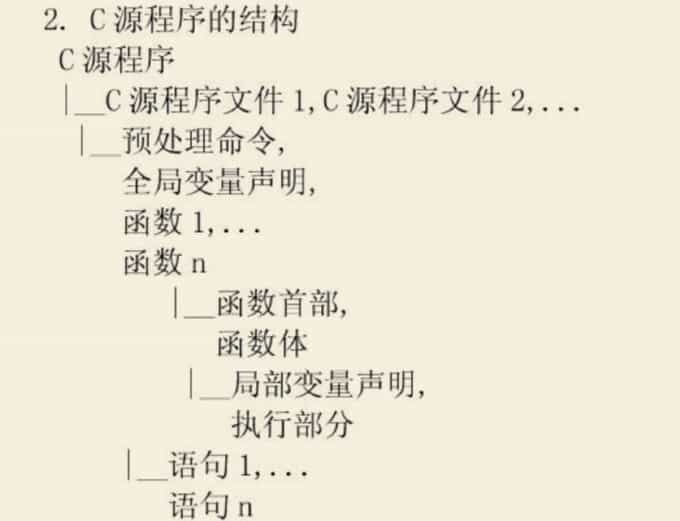 2. C 源程序的结构
C 源程序
|__C 源程序文件 1,C 源程序文件 2,...
|__预处理命令,
全局变量声明,
函数 1,...
函数 n
|__函数首部,
函数体
|__局部变量声明,
执行部分
|__语句 1,...
语句 n